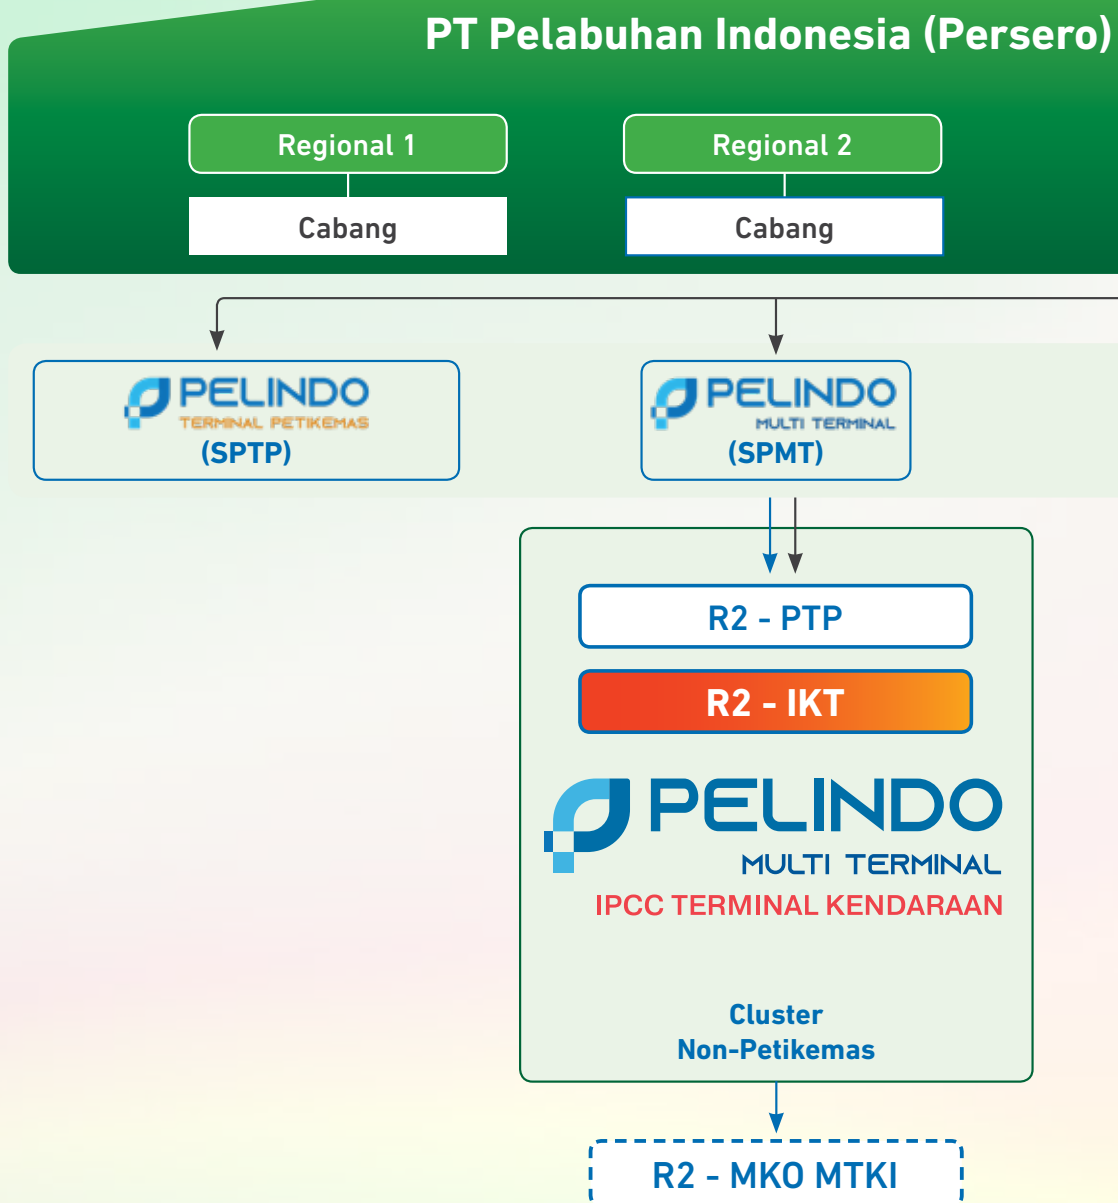 PT Pelabuhan Indonesia (Persero)
Regional 1
Regional 2
Cabang
Cabang
PELINDO
TERMINAL PETIKEMAS
(SPTP)
PELINDO
MULTI TERMINAL
(SPMT)
R2 - PTP
R2 - IKT
PELINDO
MULTI TERMINAL
IPCC TERMINAL KENDARAAN
Cluster
Non-Petikemas
R2 - MKO MTKI